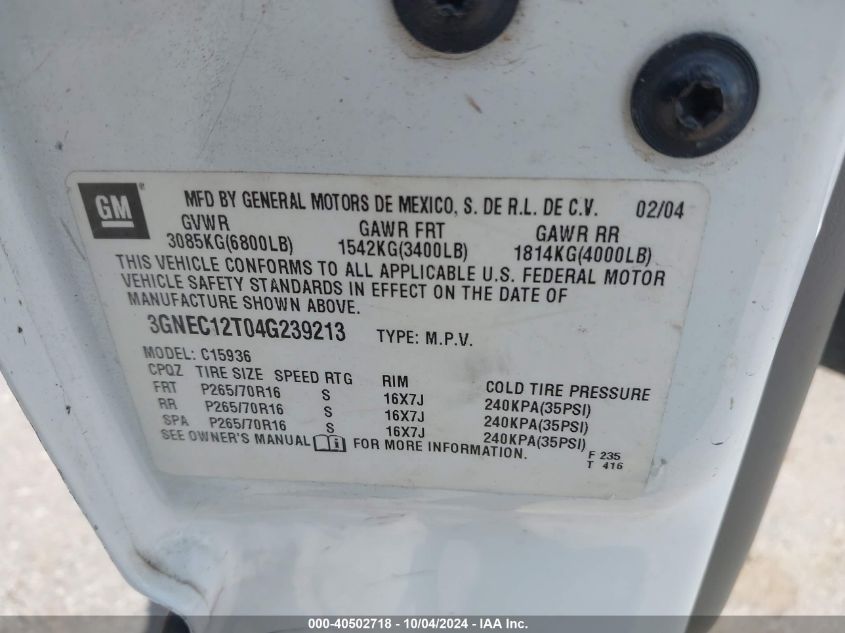 GM ®
MFD BY GENERAL MOTORS DE MEXICO, S. DE R.L. DE C.V. 02/04
GVWR GAWR FRT GAWR RR
3085KG(6800LB) 1542KG(3400LB) 1814KG(4000LB)
THIS VEHICLE CONFORMS TO ALL APPLICABLE U.S. FEDERAL MOTOR
VEHICLE SAFETY STANDARDS IN EFFECT ON THE DATE OF
MANUFACTURE SHOWN ABOVE.
3GNEC12T04G239213 TYPE: M.P.V.
MODEL: C15936
CPQZ TIRE SIZE SPEED RTG RIM COLD TIRE PRESSURE
FRT P265/70R16 S 16X7J 240KPA(35PSI)
RR P265/70R16 S 16X7J 240KPA(35PSI)
SPA P265/70R16 S 16X7J 240KPA(35PSI)
SEE OWNER'S MANUAL FOR MORE INFORMATION.
F 235
T 416
000-40502718 - 10/04/2024 - IAA Inc.